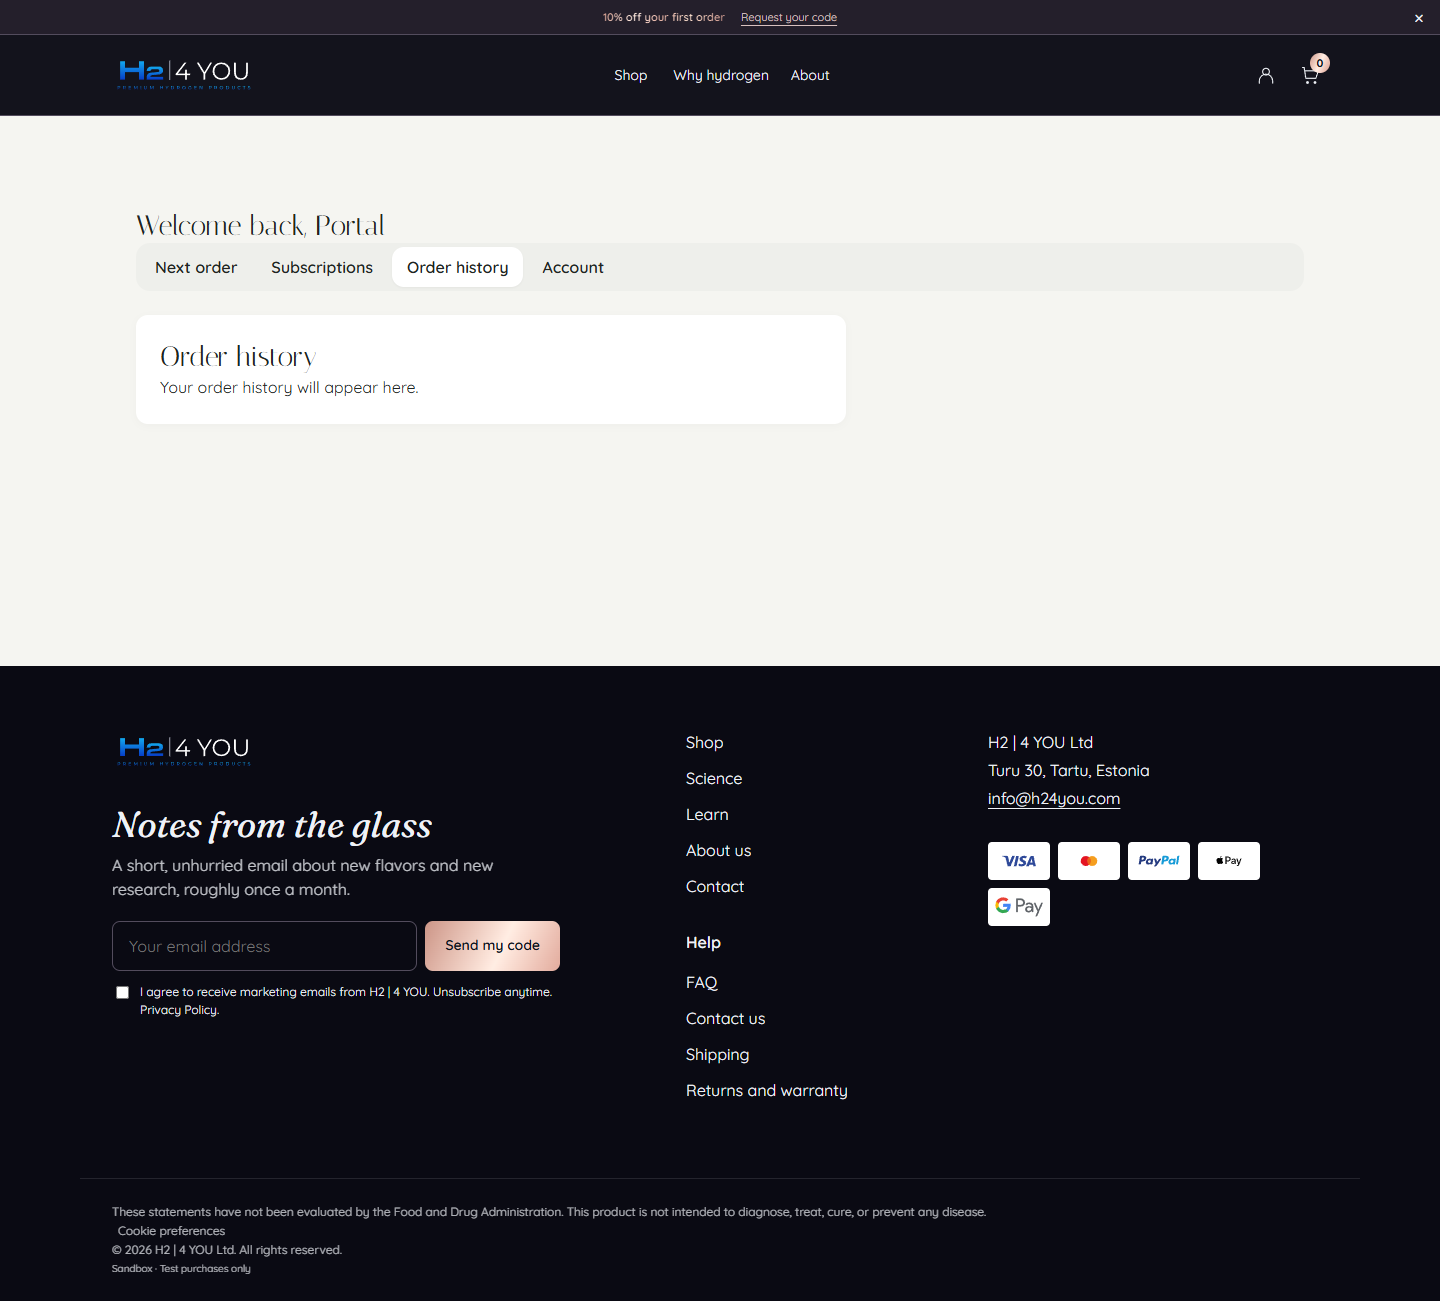 10% off your first order Request your code ×
H2 | 4 YOU
PREMIUM HYDROGEN PRODUCTS
Shop Why hydrogen About
0
Welcome back, Portal
Next order Subscriptions Order history Account
Order history
Your order history will appear here.
H2 | 4 YOU
PREMIUM HYDROGEN PRODUCTS
Notes from the glass
A short, unhurried email about new flavors and new
research, roughly once a month.
Your email address
Send my code
I agree to receive marketing emails from H2 | 4 YOU. Unsubscribe anytime.
Privacy Policy.
Shop
Science
Learn
About us
Contact
Help
FAQ
Contact us
Shipping
Returns and warranty
H2 | 4 YOU Ltd
Turu 30, Tartu, Estonia
info@h24you.com
VISA PayPal Pay
G Pay
These statements have not been evaluated by the Food and Drug Administration. This product is not intended to diagnose, treat, cure, or prevent any disease.
Cookie preferences
© 2026 H2 | 4 YOU Ltd. All rights reserved.
Sandbox · Test purchases only